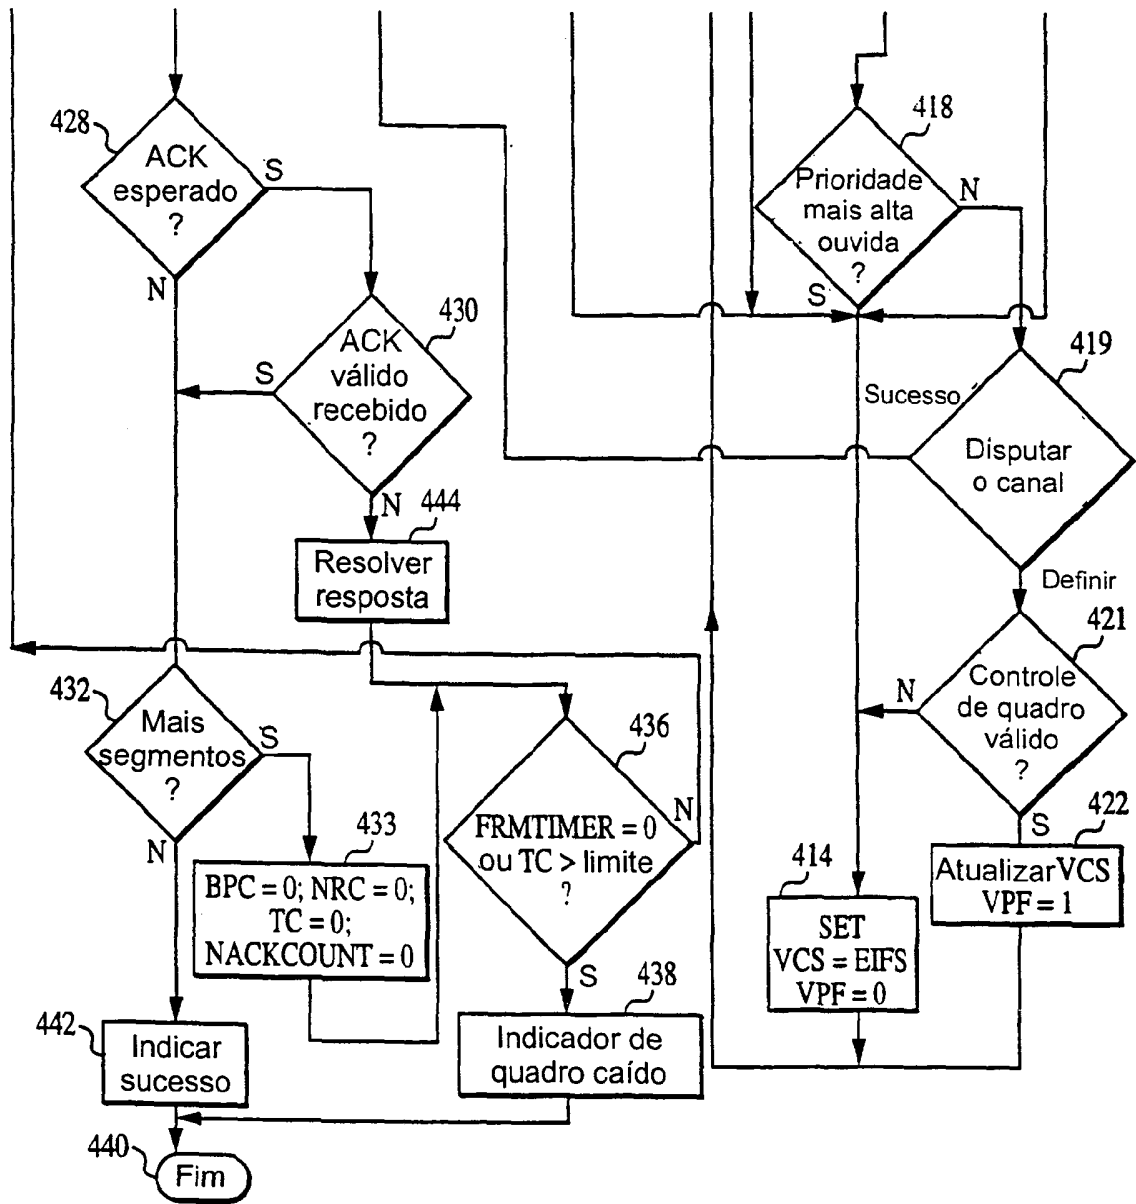 428
ACK
esperado
?
S
N
430
ACK
válido
recebido
?
S
N
444
Resolver
resposta
432
Mais
segmentos
?
S
N
433
BPC = 0; NRC = 0;
TC = 0;
NACKCOUNT = 0
436
FRMTIMER = 0
ou TC > limite
?
N
S
438
Indicador de
quadro caído
442
Indicar
sucesso
440
Fim
418
Prioridade
mais alta
ouvida
?
N
S
419
Sucesso
Disputar
o canal
Definir
421
Controle
de quadro
válido
?
N
S
422
Atualizar VCS
VPF = 1
414
SET
VCS = EIFS
VPF = 0